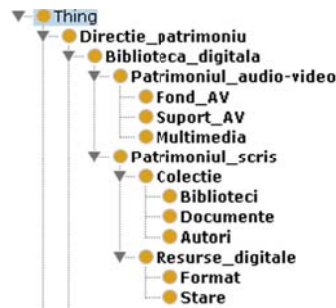 Thing
Directie_patrimoniu
Biblioteca_digitala
Patrimoniul_audio-video
Fond_AV
Suport_AV
Multimedia
Patrimoniul_scris
Colectie
Biblioteci
Documente
Autori
Resurse_digitale
Format
Stare